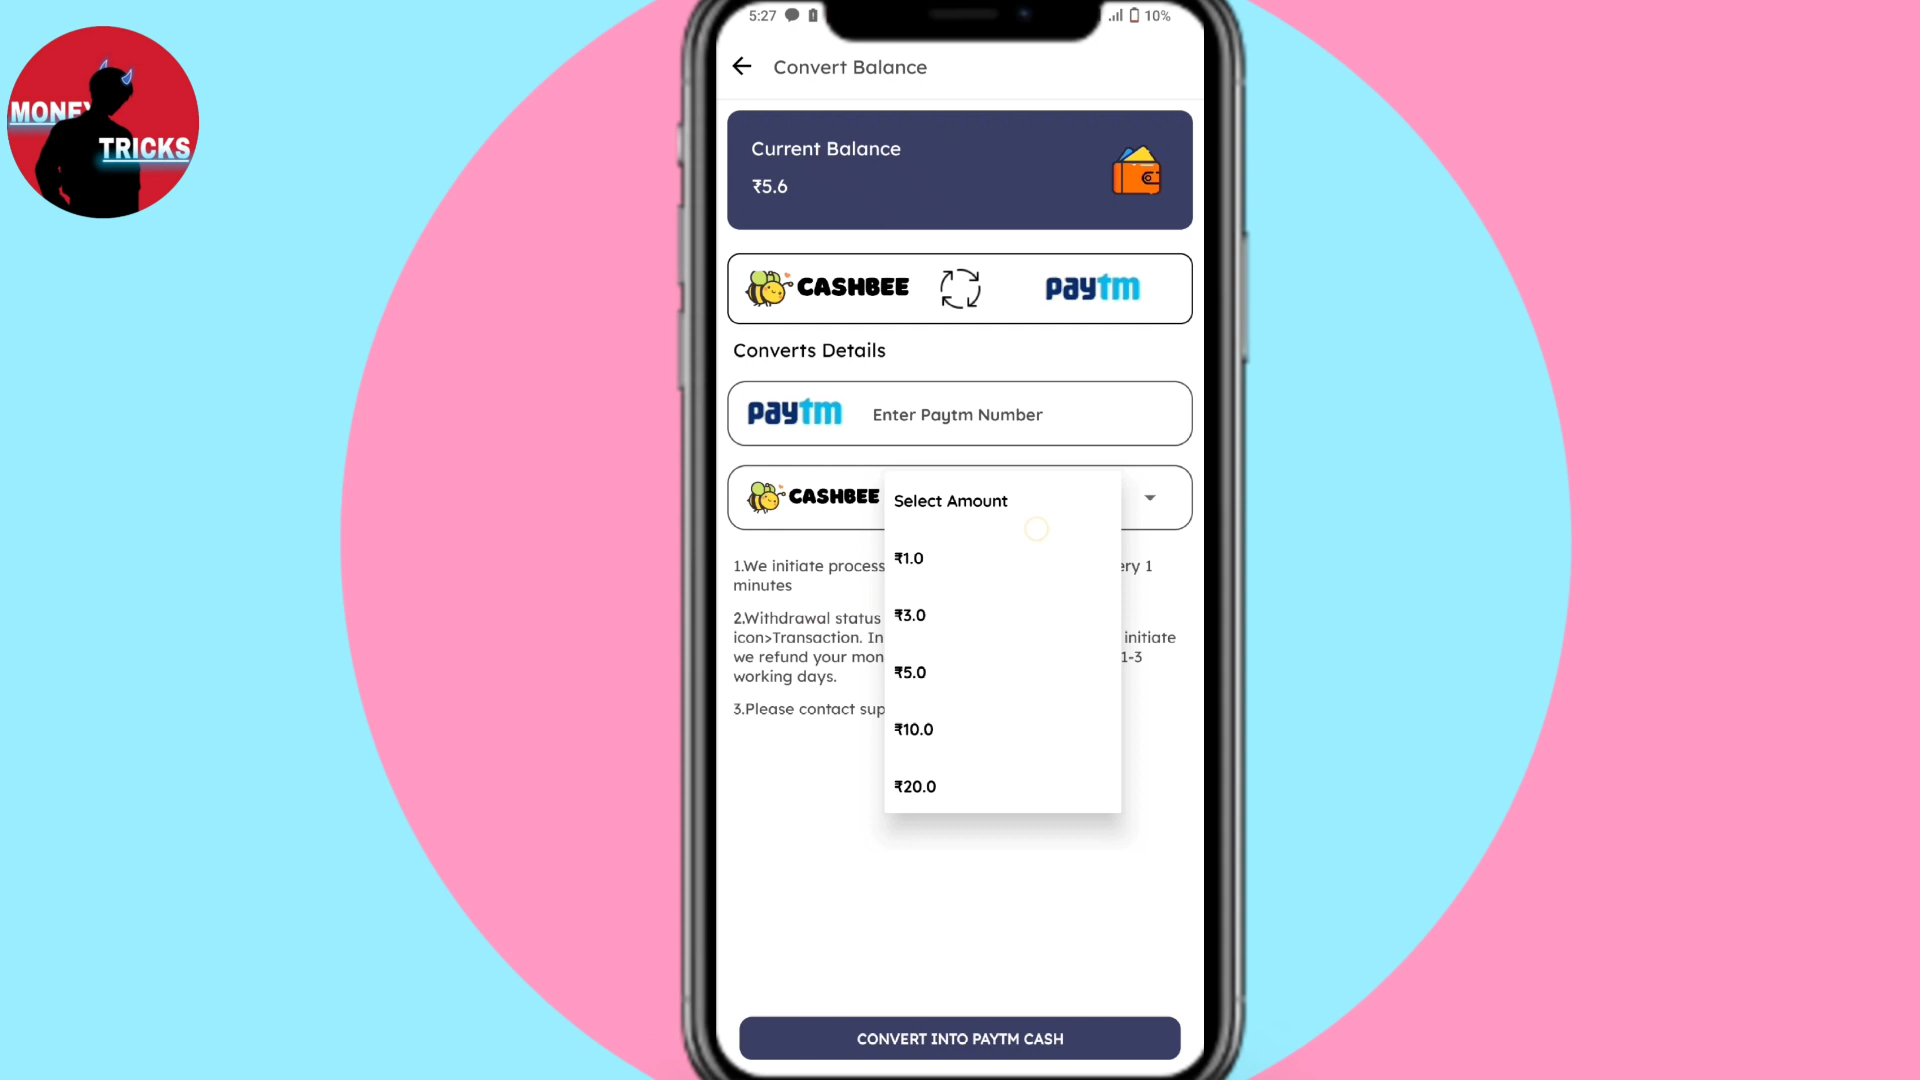 5:27
10%
MONEY
TRICKS
Convert Balance
Current Balance
₹5.6
CASHBEE
paytm
Converts Details
paytm Enter Paytm Number
CASHBEE
Select Amount
₹1.0
₹3.0
₹5.0
₹10.0
₹20.0
1.We initiate process
1
minutes
2.Withdrawal status
icon>Transaction. In initiate
we refund your 1-3
working days.
3.Please contact
CONVERT INTO PAYTM CASH